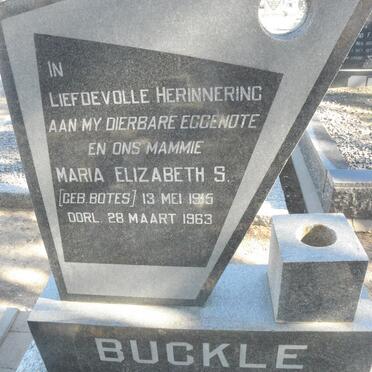 IN
LIEFDEVOLLE HERINNERING
AAN MY DIERBARE EGGENOTE
EN ONS MAMMIE
MARIA ELIZABETH S.
[GEB. BOTES] 13 MEI 1915
OORL. 28 MAART 1963
BUCKLE